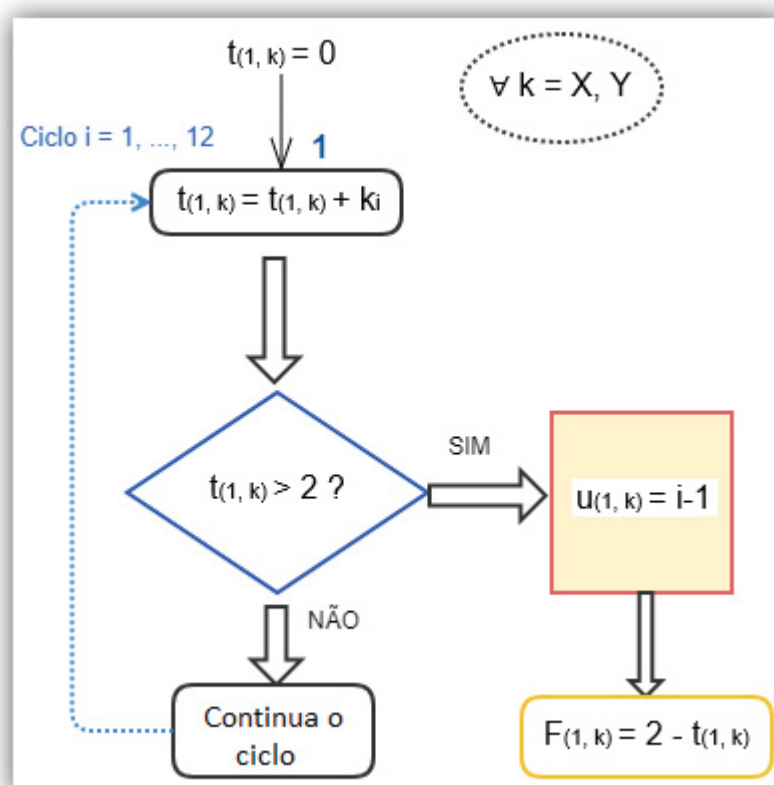 t(1, k) = 0
∀ k = X, Y
Ciclo i = 1, ..., 12
1
t(1, k) = t(1, k) + ki
t(1, k) > 2 ?
SIM
u(1, k) = i-1
NÃO
Continua o
ciclo
F(1, k) = 2 - t(1, k)